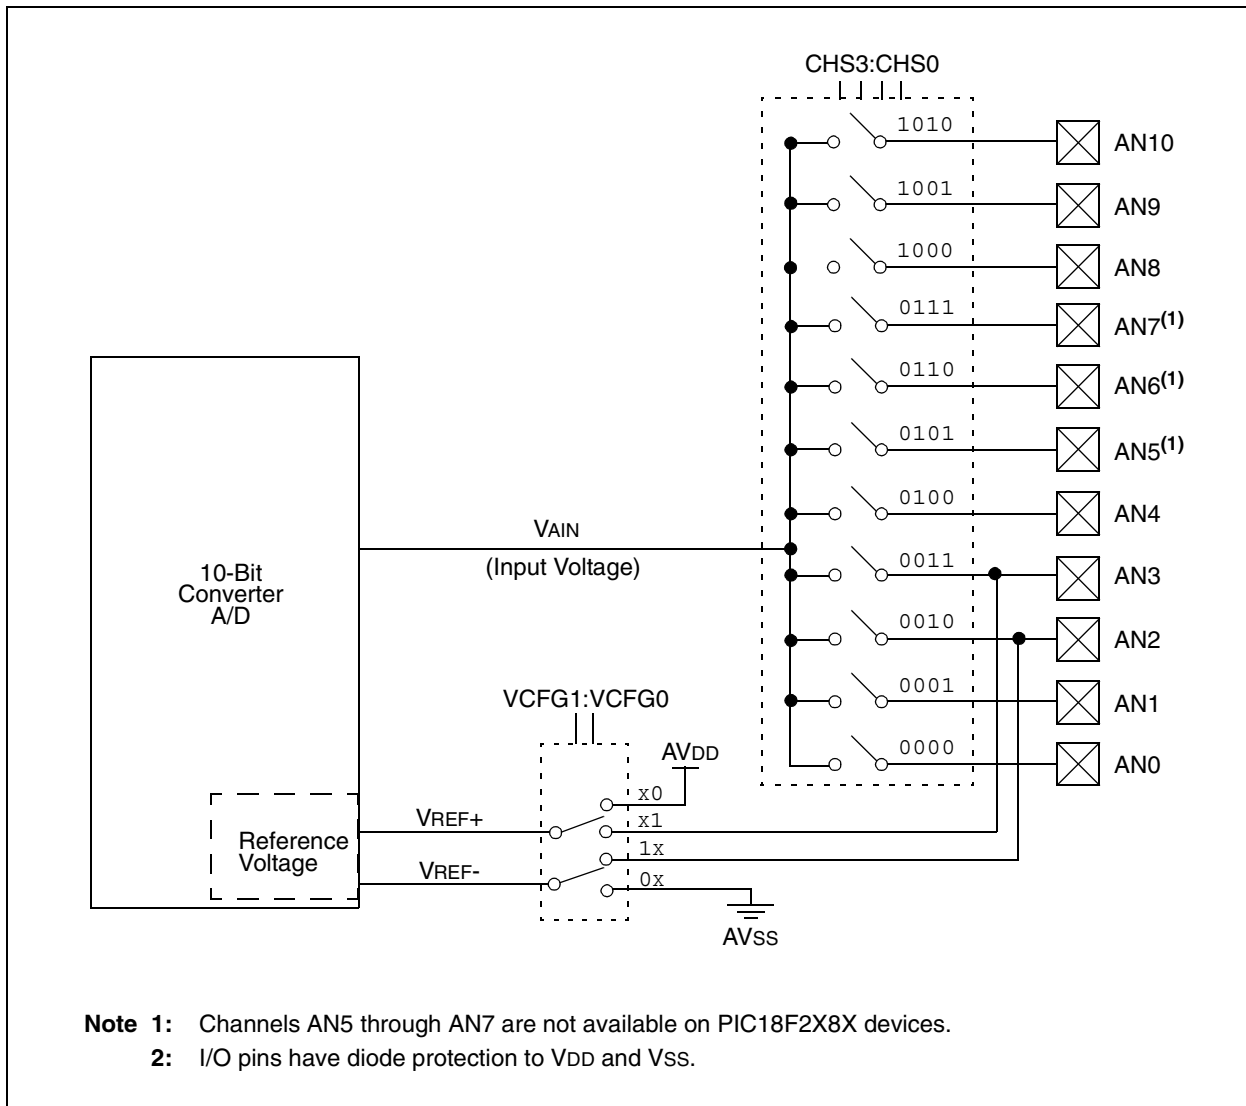 CHS3:CHS0
1010
AN10
1001
AN9
1000
AN8
0111
AN7(1)
0110
AN6(1)
0101
AN5(1)
0100
AN4
VAIN
(Input Voltage)
10-Bit
Converter
A/D
0011
AN3
0010
AN2
0001
AN1
0000
AN0
VCFG1:VCFG0
AVDD
x0
VREF+
x1
Reference
Voltage
1x
VREF-
0x
AVSS
Note 1: Channels AN5 through AN7 are not available on PIC18F2X8X devices.
2: I/O pins have diode protection to VDD and VSS.